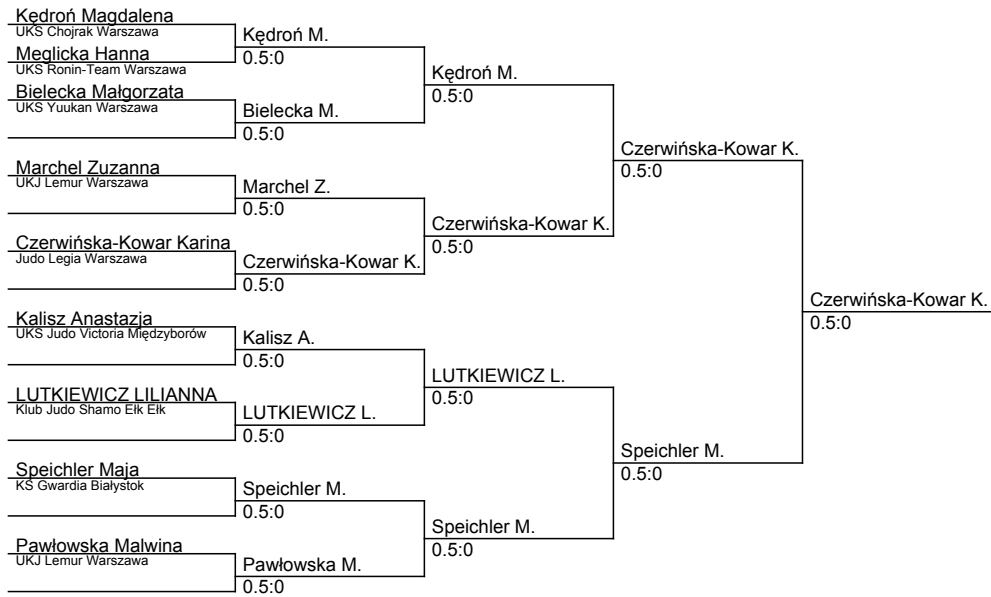 Kędroń Magdalena
UKS Chojrak Warszawa
Meglicka Hanna
UKS Ronin-Team Warszawa
Bielecka Małgorzata
UKS Yuukan Warszawa
Marchel Zuzanna
UKJ Lemur Warszawa
Czerwińska-Kowar Karina
Judo Legia Warszawa
Kalisz Anastazja
UKS Judo Victoria Międzyborów
LUTKIEWICZ LILIANNA
Klub Judo Shamo Ełk Ełk
Speichler Maja
KS Gwardia Białystok
Pawłowska Malwina
UKJ Lemur Warszawa
Kędroń M.
0.5:0
Bielecka M.
0.5:0
Marchel Z.
0.5:0
Czerwińska-Kowar K.
0.5:0
Kalisz A.
0.5:0
LUTKIEWICZ L.
0.5:0
Speichler M.
0.5:0
Pawłowska M.
0.5:0
Kędroń M.
0.5:0
Czerwińska-Kowar K.
0.5:0
LUTKIEWICZ L.
0.5:0
Speichler M.
0.5:0
Czerwińska-Kowar K.
0.5:0
Speichler M.
0.5:0
Czerwińska-Kowar K.
0.5:0